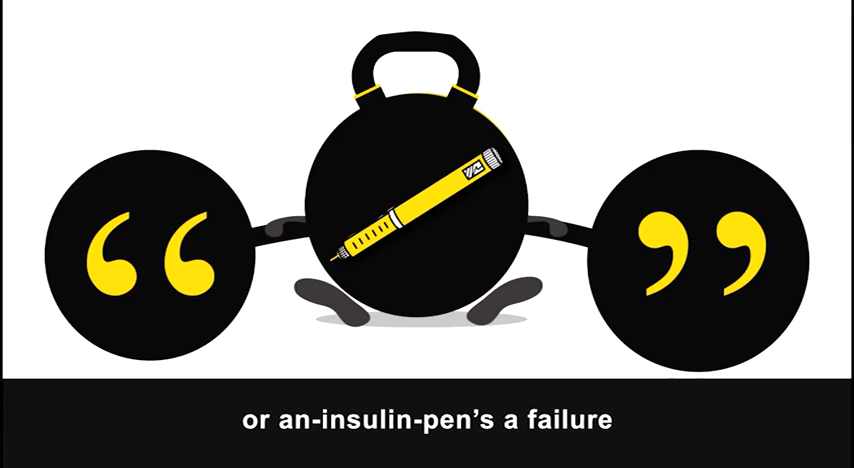 “ ”
or an-insulin-pen’s a failure